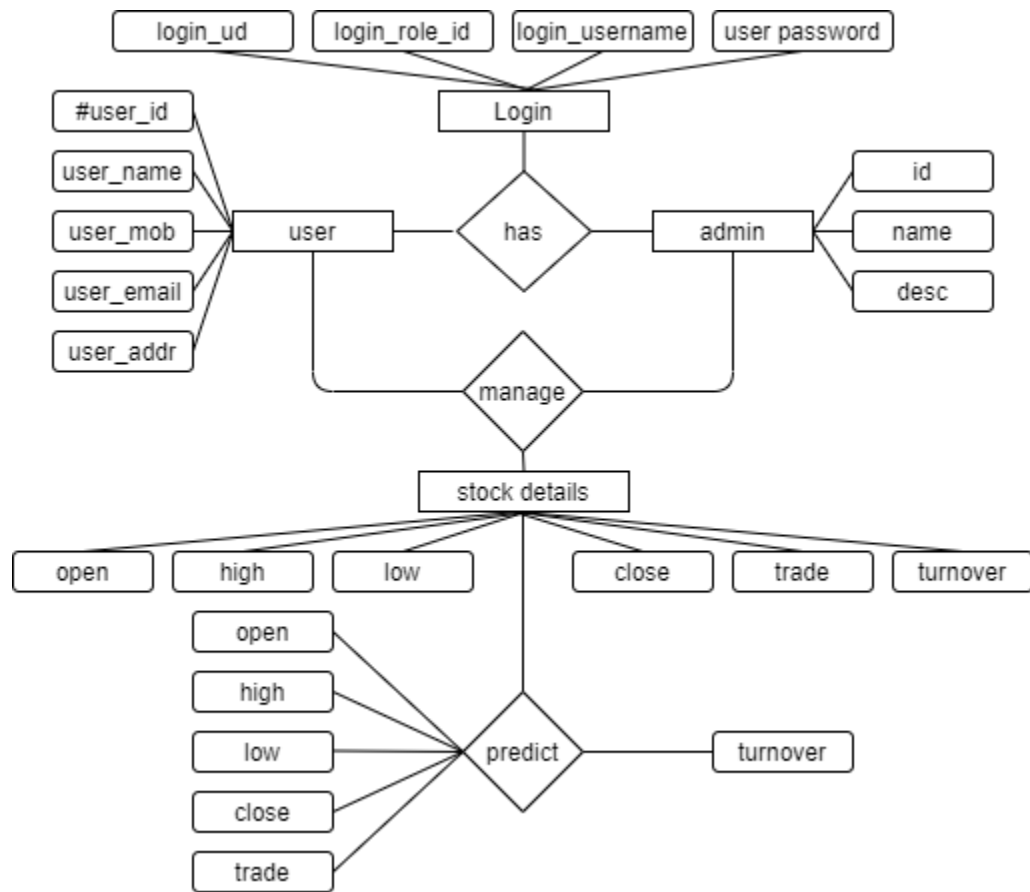 login_ud
login_role_id
login_username
user password
Login
#user_id
user_name
user_mob
user_email
user_addr
user
has
admin
id
name
desc
manage
stock details
open
high
low
close
trade
turnover
open
high
low
close
trade
predict
turnover